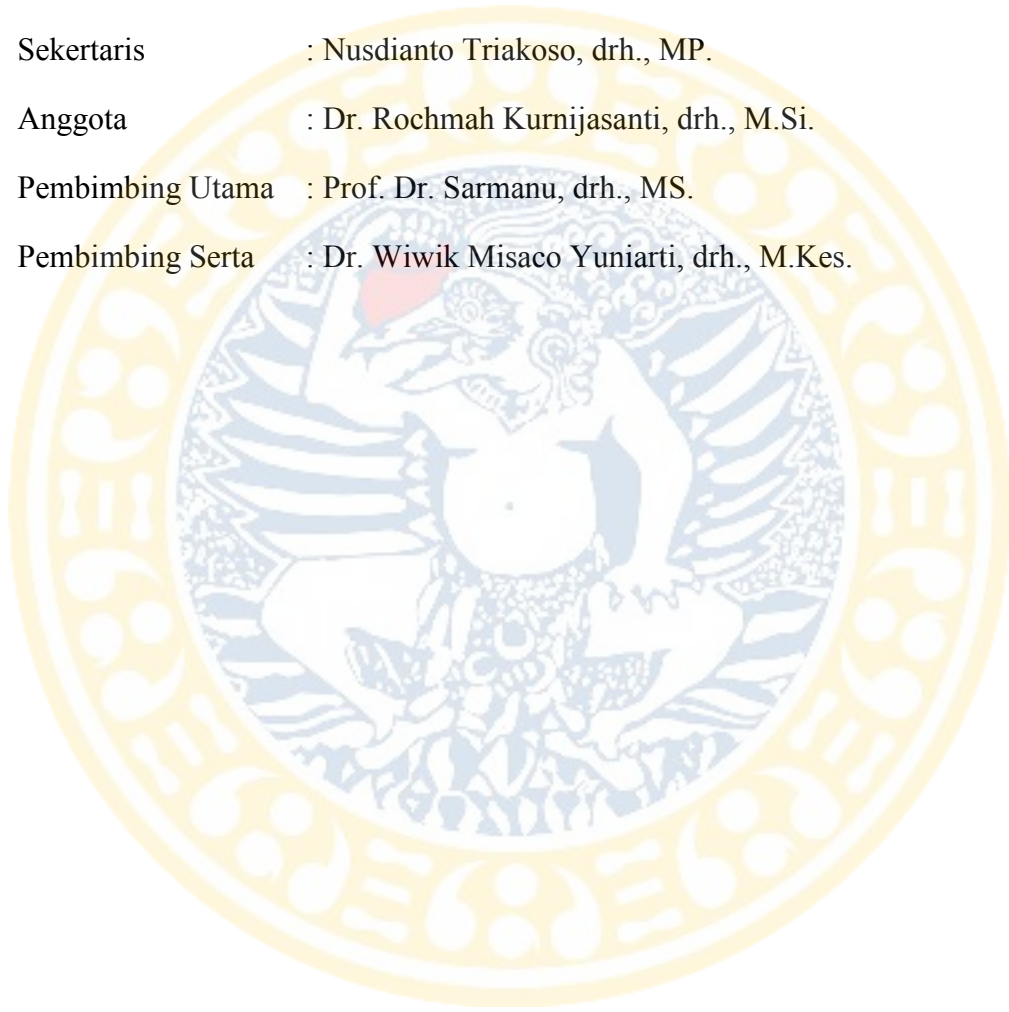 Sekertaris : Nusdianto Triakoso, drh., MP.
Anggota : Dr. Rochmah Kurnijasanti, drh., M.Si.
Pembimbing Utama : Prof. Dr. Sarmanu, drh., MS.
Pembimbing Serta : Dr. Wiwik Misaco Yuniarti, drh., M.Kes.